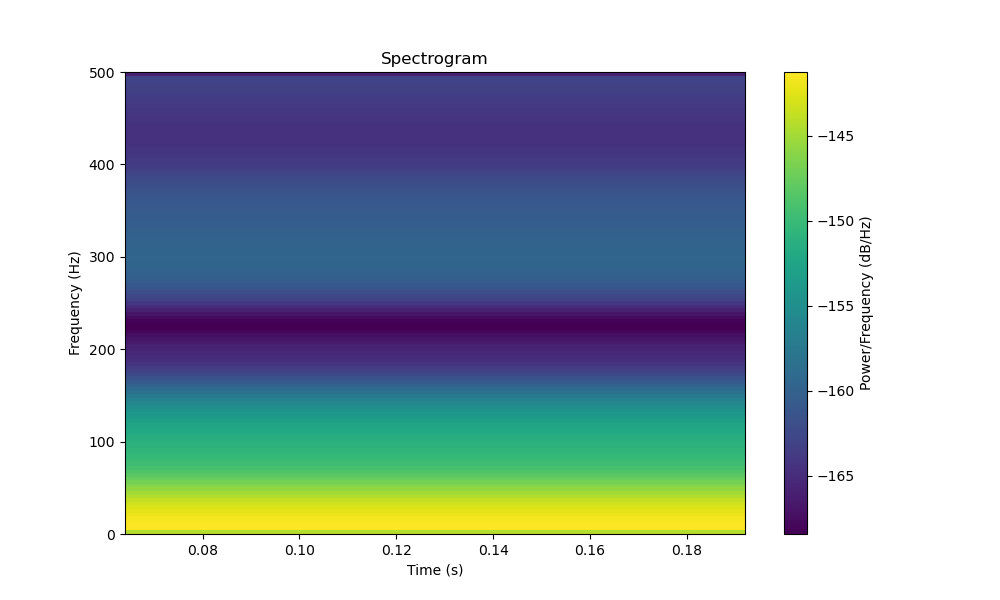 Spectrogram
500
400
300
200
100
0
Frequency (Hz)
0.08 0.10 0.12 0.14 0.16 0.18
Time (s)
−145
−150
−155
−160
−165
Power/Frequency (dB/Hz)